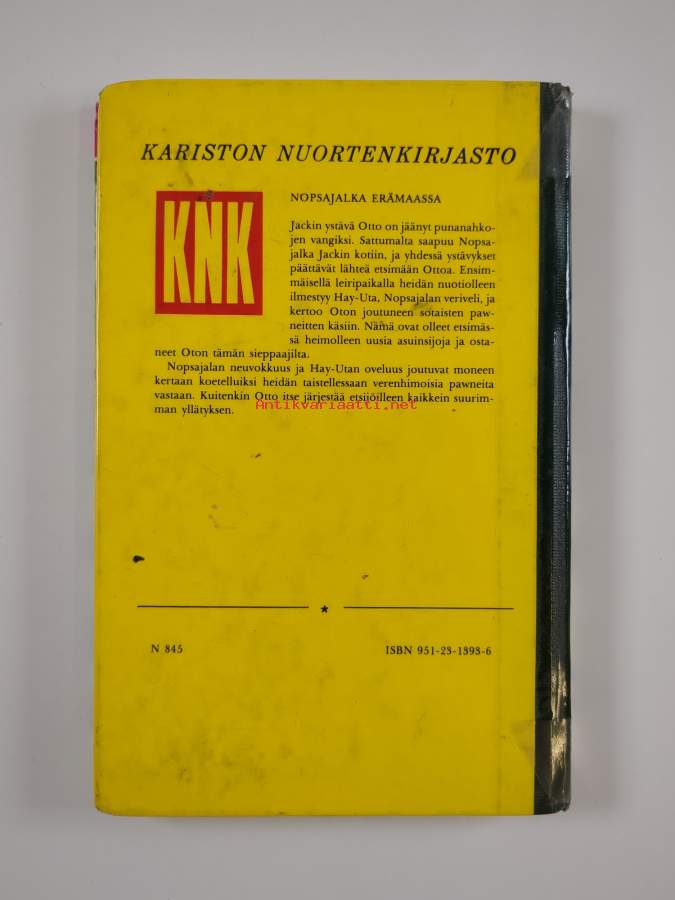 KARISTON NUORTENKIRJASTO
KNK
NOPSAJALKA ERÄMAASSA
Jackin ystävä Otto on jäänyt punanahko-
jen vangiksi. Sattumalta saapuu Nopsa-
jalka Jackin kotiin, ja yhdessä ystävykset
päättävät lähteä etsimään Ottoa. Ensim-
mäisellä leiripaikalla heidän nuotiolleen
ilmestyy Hay-Uta, Nopsajalan veriveli, ja
kertoo Oton joutuneen sotaisten paw-
neitten käsiin. Nämä ovat olleet etsimäs-
sä heimolleen uusia asuinsijoja ja osta-
neet Oton tämän sieppaajilta.
Nopsajalan neuvokkuus ja Hay-Utan oveluus joutuvat moneen
kertaan koetelluiksi heidän taistellessaan verenhimoisia pawneita
vastaan. Kuitenkin Otto itse järjestää etsijöilleen kaikkein suurim-
man yllätyksen.
Antikvariaatti.net
N 845
ISBN 951-23-1393-6